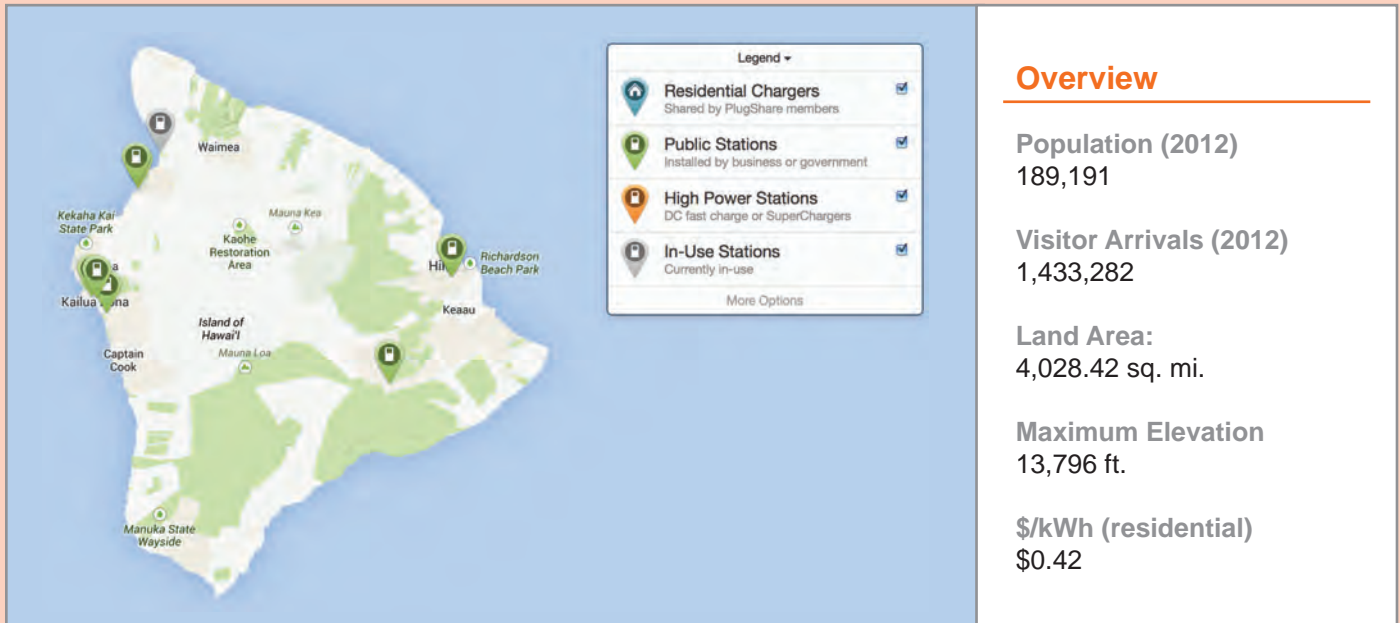 Waimea
Kekaha Kai
State Park
Mauna Kea
Kaohe
Restoration
Area
Richardson
Beach Park
Kailua
Keaau
Island of
Hawai'I
Mauna Loa
Captain
Cook
Manuka State
Wayside
Legend
Residential Chargers
Shared by PlugShare members
Public Stations
Installed by business or government
High Power Stations
DC fast charge or SuperChargers
In-Use Stations
Currently in-use
More Options
Overview
Population (2012)
189,191
Visitor Arrivals (2012)
1,433,282
Land Area:
4,028.42 sq. mi.
Maximum Elevation
13,796 ft.
$/kWh (residential)
$0.42